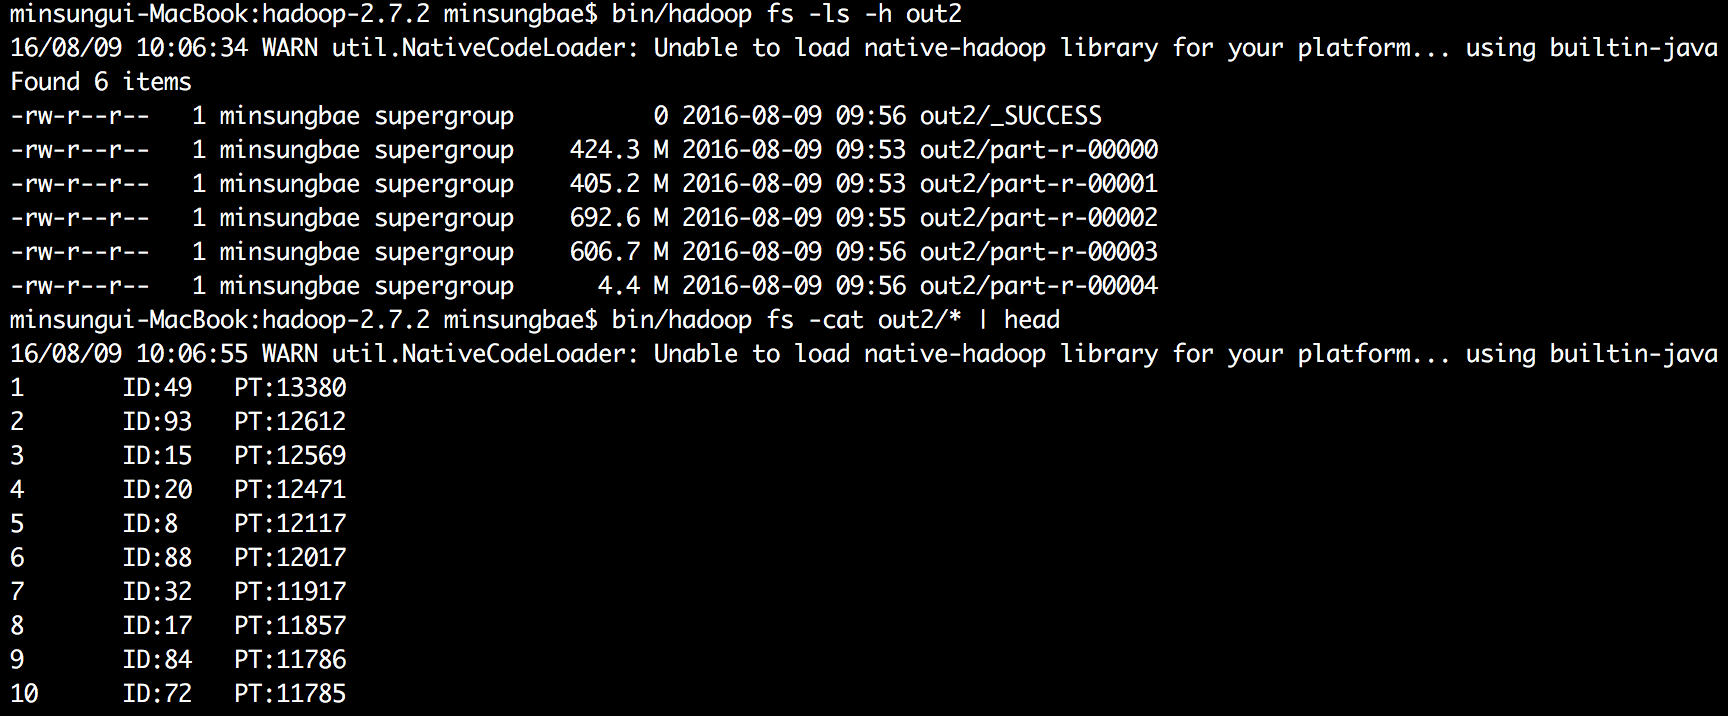 minsungui-MacBook:hadoop-2.7.2 minsungbae$ bin/hadoop fs -ls -h out2
16/08/09 10:06:34 WARN util.NativeCodeLoader: Unable to load native-hadoop library for your platform... using builtin-java
Found 6 items
-rw-r--r--   1 minsungbae supergroup          0 2016-08-09 09:56 out2/_SUCCESS
-rw-r--r--   1 minsungbae supergroup    424.3 M 2016-08-09 09:53 out2/part-r-00000
-rw-r--r--   1 minsungbae supergroup    405.2 M 2016-08-09 09:53 out2/part-r-00001
-rw-r--r--   1 minsungbae supergroup    692.6 M 2016-08-09 09:55 out2/part-r-00002
-rw-r--r--   1 minsungbae supergroup    606.7 M 2016-08-09 09:56 out2/part-r-00003
-rw-r--r--   1 minsungbae supergroup      4.4 M 2016-08-09 09:56 out2/part-r-00004
minsungui-MacBook:hadoop-2.7.2 minsungbae$ bin/hadoop fs -cat out2/* | head
16/08/09 10:06:55 WARN util.NativeCodeLoader: Unable to load native-hadoop library for your platform... using builtin-java
1       ID:49   PT:13380
2       ID:93   PT:12612
3       ID:15   PT:12569
4       ID:20   PT:12471
5       ID:8    PT:12117
6       ID:88   PT:12017
7       ID:32   PT:11917
8       ID:17   PT:11857
9       ID:84   PT:11786
10      ID:72   PT:11785